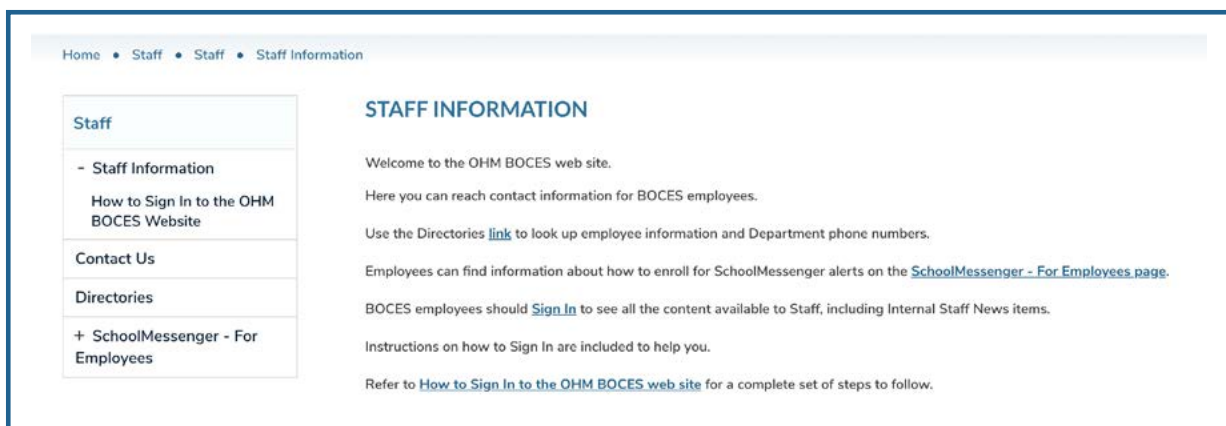 Home • Staff • Staff • Staff Information
Staff
- Staff Information
How to Sign In to the OHM
BOCES Website
Contact Us
Directories
+ SchoolMessenger - For
Employees
STAFF INFORMATION
Welcome to the OHM BOCES web site.
Here you can reach contact information for BOCES employees.
Use the Directories link to look up employee information and Department phone numbers.
Employees can find information about how to enroll for SchoolMessenger alerts on the SchoolMessenger - For Employees page.
BOCES employees should Sign In to see all the content available to Staff, including Internal Staff News items.
Instructions on how to Sign In are included to help you.
Refer to How to Sign In to the OHM BOCES web site for a complete set of steps to follow.